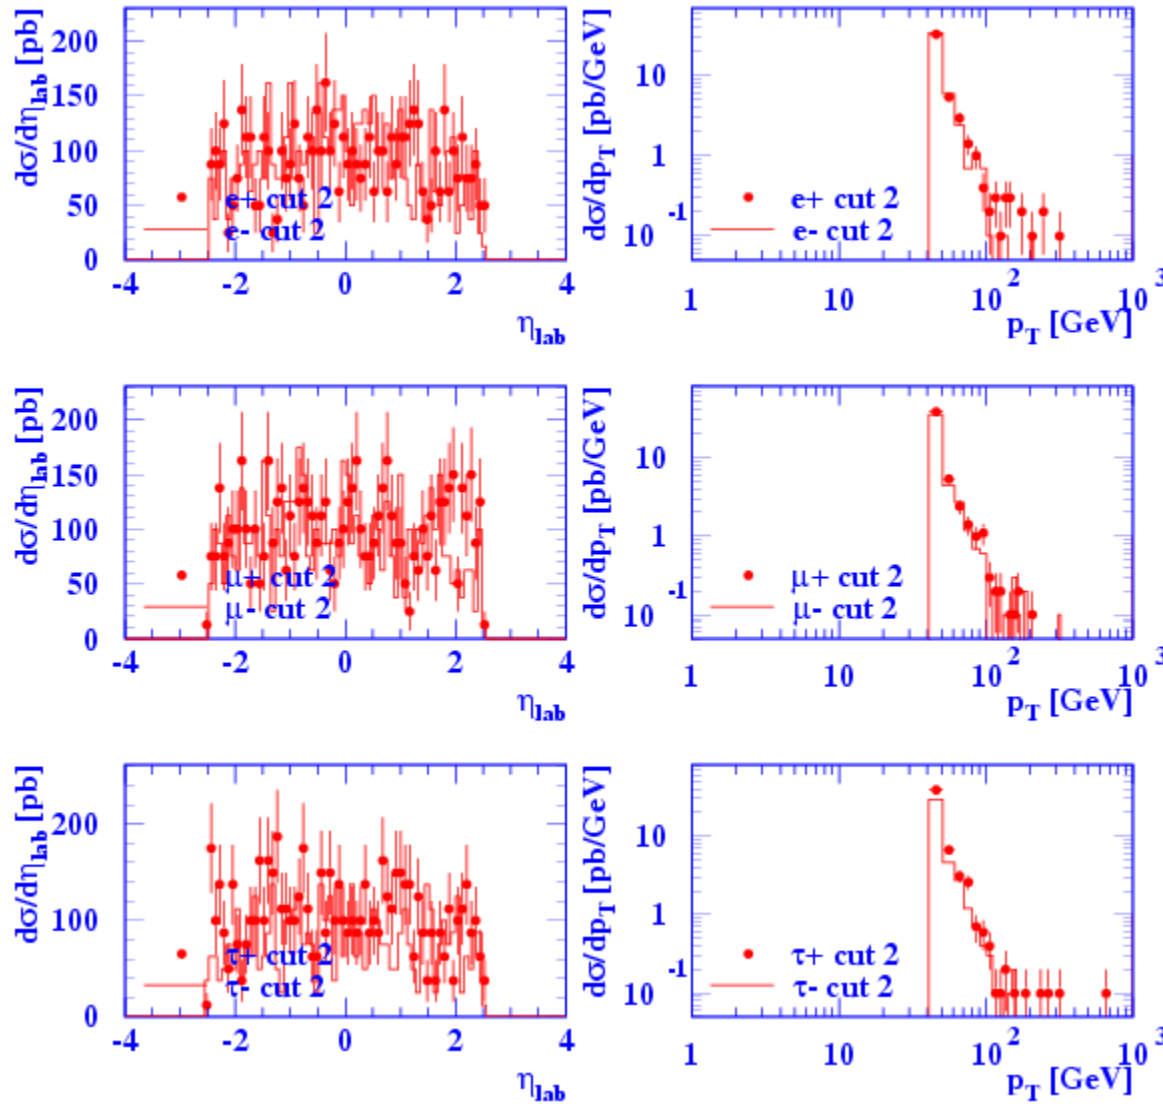 dσ/dη_lab [pb]
200
150
100
50
0
e+ cut 2
e- cut 2
-4 -2 0 2 4
η_lab
dσ/dp_T [pb/GeV]
10
1
10^-1
e+ cut 2
e- cut 2
1 10 10^2 10^3
p_T [GeV]
dσ/dη_lab [pb]
200
150
100
50
0
μ+ cut 2
μ- cut 2
-4 -2 0 2 4
η_lab
dσ/dp_T [pb/GeV]
10
1
10^-1
μ+ cut 2
μ- cut 2
1 10 10^2 10^3
p_T [GeV]
dσ/dη_lab [pb]
200
100
0
τ+ cut 2
τ- cut 2
-4 -2 0 2 4
η_lab
dσ/dp_T [pb/GeV]
10
1
10^-1
τ+ cut 2
τ- cut 2
1 10 10^2 10^3
p_T [GeV]